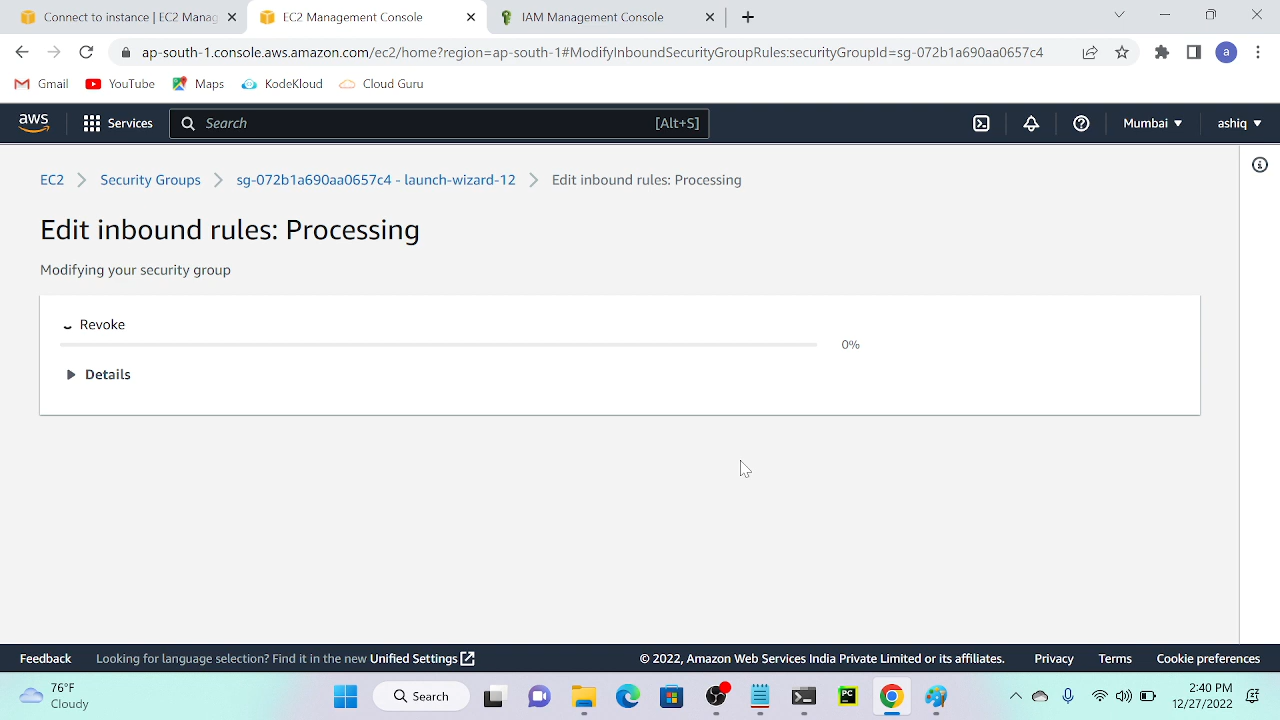 Connect to instance | EC2 Manag
EC2 Management Console
IAM Management Console
ap-south-1.console.aws.amazon.com/ec2/home?region=ap-south-1#ModifyInboundSecurityGroupRules:securityGroupId=sg-072b1a690aa0657c4
a
Gmail YouTube Maps KodeKloud Cloud Guru
aws Services Search [Alt+S] Mumbai ashiq
EC2 Security Groups sg-072b1a690aa0657c4 - launch-wizard-12 Edit inbound rules: Processing
Edit inbound rules: Processing
Modifying your security group
Revoke
0%
Details
Feedback Looking for language selection? Find it in the new Unified Settings © 2022, Amazon Web Services India Private Limited or its affiliates. Privacy Terms Cookie preferences
76°F
Cloudy
Search
PC
2:40 PM
12/27/2022